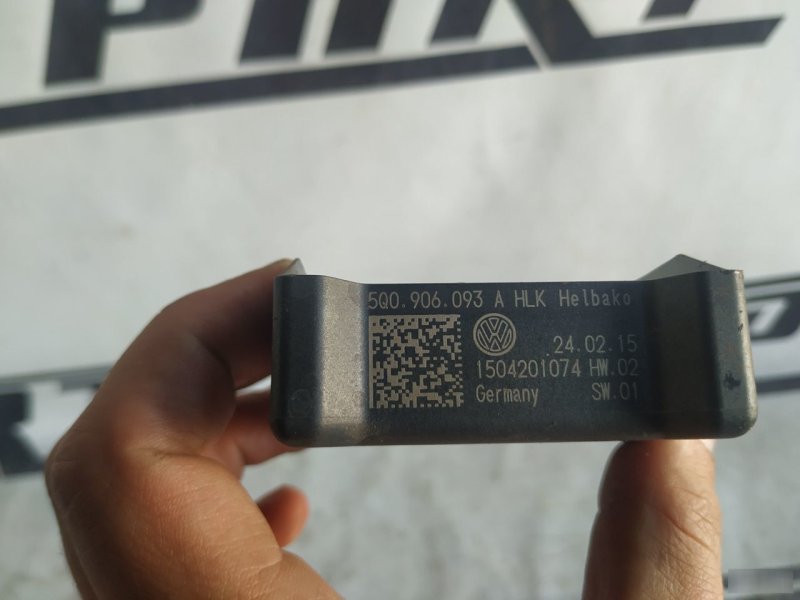 5Q0.906.093 A HLK Helbako
24.02.15
1504201074 HW.02
Germany SW.01